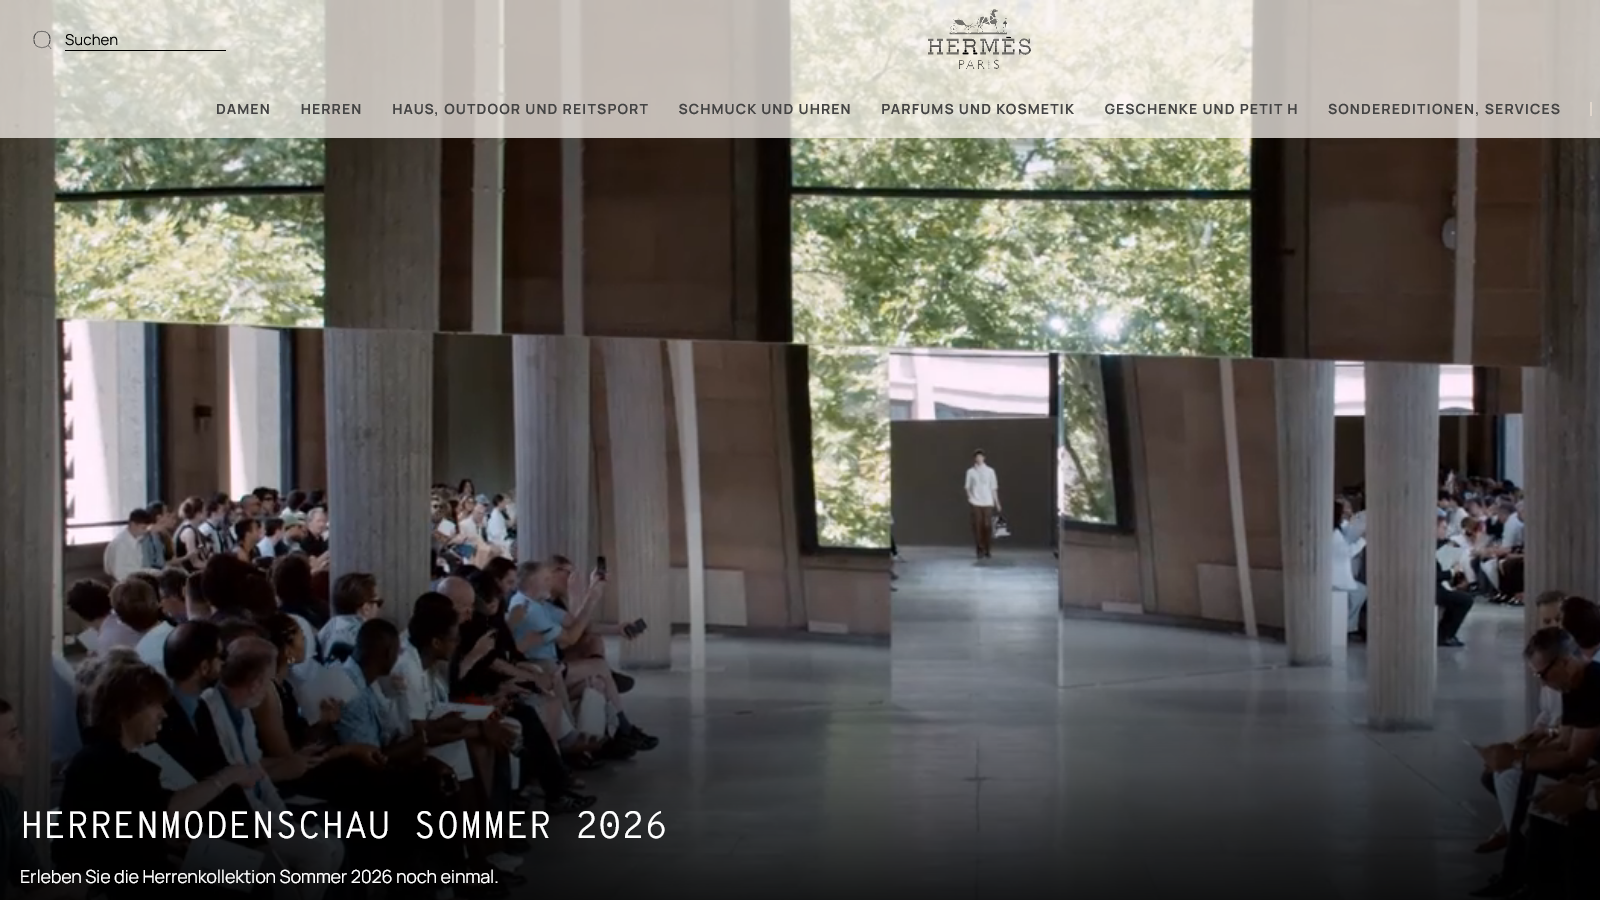 Suchen
HERMÈS
PARIS
DAMEN HERREN HAUS, OUTDOOR UND REITSPORT SCHMUCK UND UHREN PARFUMS UND KOSMETIK GESCHENKE UND PETIT H SONDEREDITIONEN, SERVICES
HERRENMODENSCHAU SOMMER 2026
Erleben Sie die Herrenkollektion Sommer 2026 noch einmal.